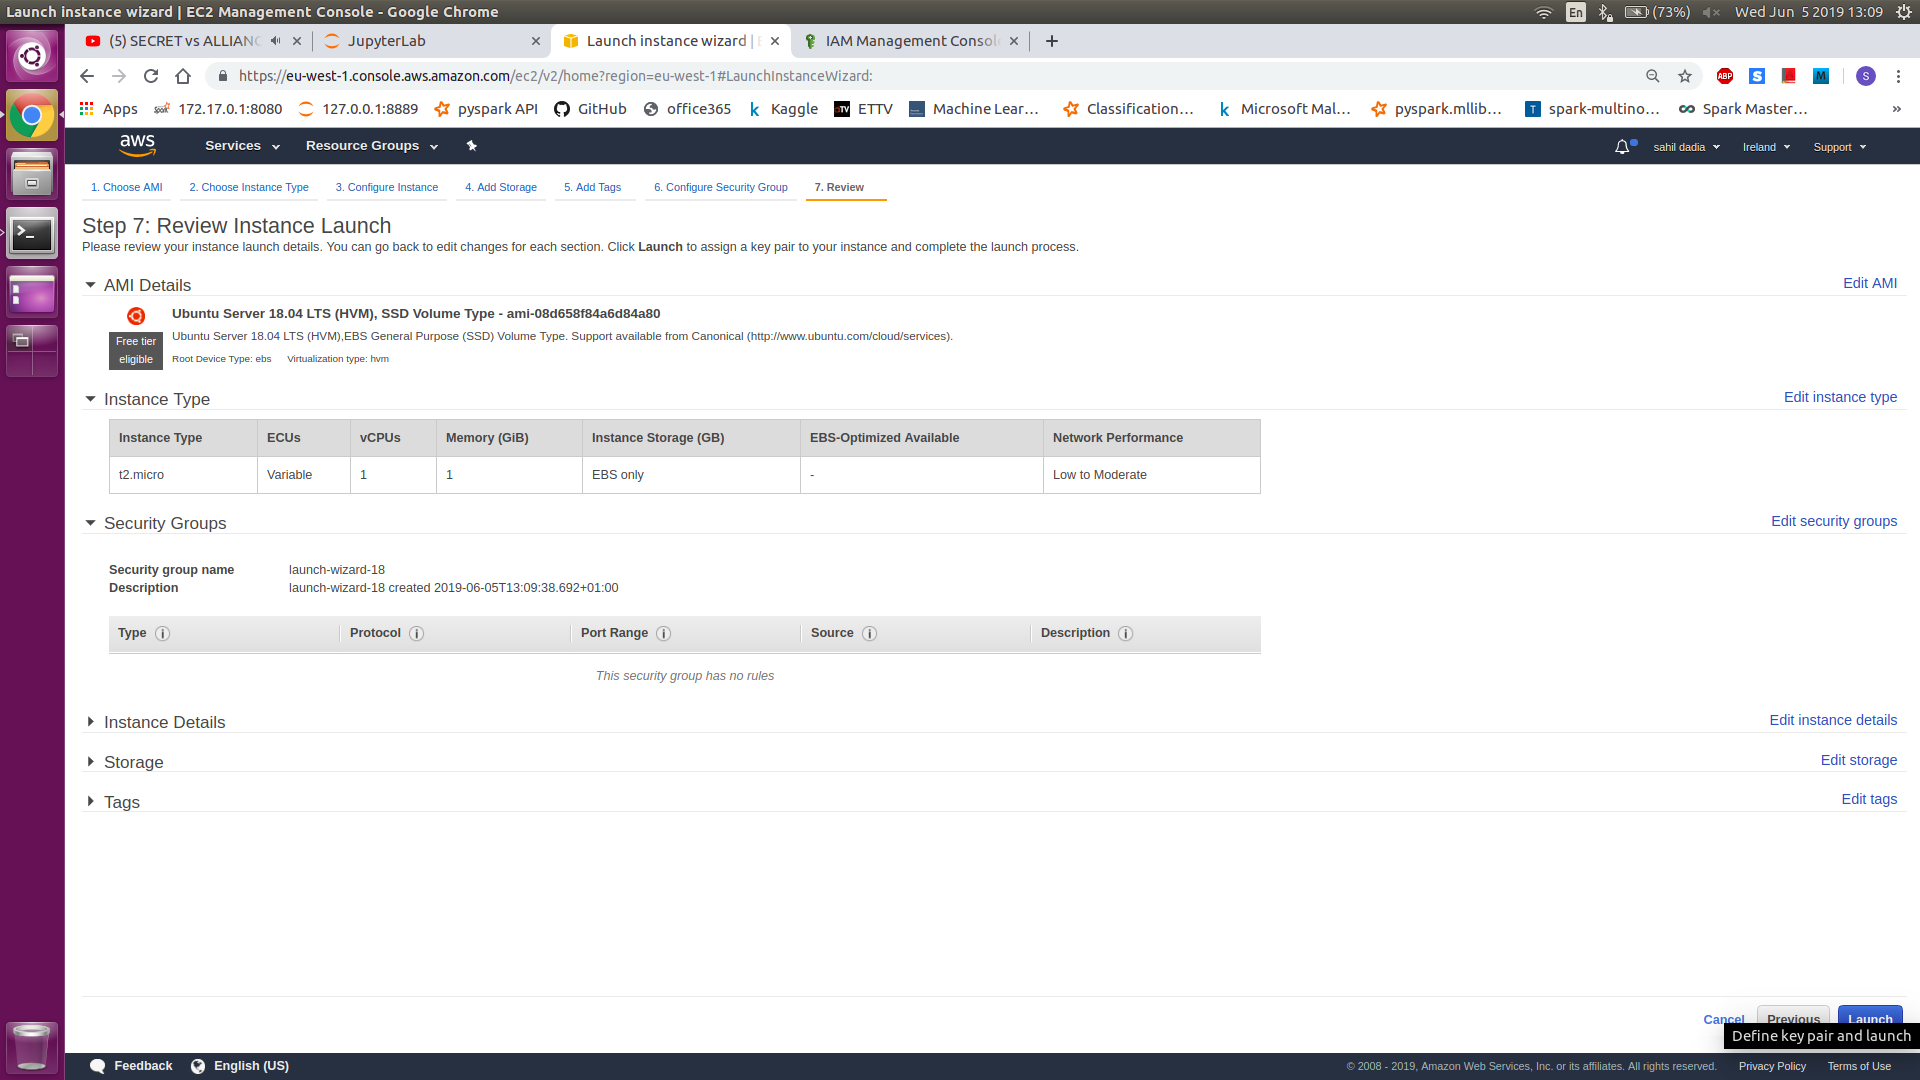 Launch instance wizard | EC2 Management Console - Google Chrome
En (73%) Wed Jun 5 2019 13:09
(5) SECRET vs ALLIANC
JupyterLab
Launch instance wizard |
IAM Management Consol
https://eu-west-1.console.aws.amazon.com/ec2/v2/home?region=eu-west-1#LaunchInstanceWizard:
ABP S M S
Apps 172.17.0.1:8080 127.0.0.1:8889 pyspark API GitHub office365 Kaggle ETTV Machine Lear... Classification... Microsoft Mal... pyspark.mllib... spark-multino... Spark Master... »
aws Services Resource Groups sahil dadia Ireland Support
1. Choose AMI 2. Choose Instance Type 3. Configure Instance 4. Add Storage 5. Add Tags 6. Configure Security Group 7. Review
Step 7: Review Instance Launch
Please review your instance launch details. You can go back to edit changes for each section. Click Launch to assign a key pair to your instance and complete the launch process.
AMI Details Edit AMI
Ubuntu Server 18.04 LTS (HVM), SSD Volume Type - ami-08d658f84a6d84a80
Free tier eligible
Ubuntu Server 18.04 LTS (HVM),EBS General Purpose (SSD) Volume Type. Support available from Canonical (http://www.ubuntu.com/cloud/services).
Root Device Type: ebs Virtualization type: hvm
Instance Type Edit instance type
Instance Type ECUs vCPUs Memory (GiB) Instance Storage (GB) EBS-Optimized Available Network Performance
t2.micro Variable 1 1 EBS only - Low to Moderate
Security Groups Edit security groups
Security group name launch-wizard-18
Description launch-wizard-18 created 2019-06-05T13:09:38.692+01:00
Type Protocol Port Range Source Description
This security group has no rules
Instance Details Edit instance details
Storage Edit storage
Tags Edit tags
Cancel Previous Launch
Define key pair and launch
Feedback English (US) © 2008 - 2019, Amazon Web Services, Inc. or its affiliates. All rights reserved. Privacy Policy Terms of Use